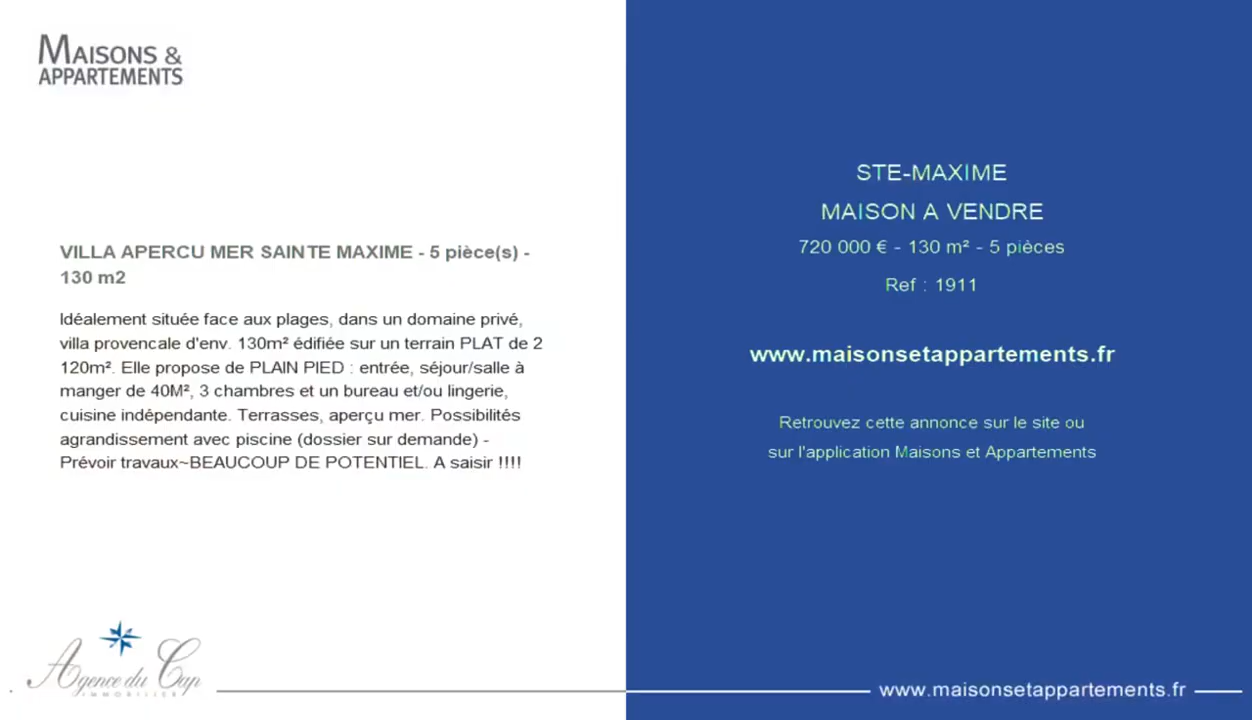 MAISONS &
APPARTEMENTS
VILLA APERCU MER SAINTE MAXIME - 5 pièce(s) -
130 m2
Idéalement située face aux plages, dans un domaine privé,
villa provencale d'env. 130m² édifiée sur un terrain PLAT de 2
120m². Elle propose de PLAIN PIED : entrée, séjour/salle à
manger de 40M², 3 chambres et un bureau et/ou lingerie,
cuisine indépendante. Terrasses, aperçu mer. Possibilités
agrandissement avec piscine (dossier sur demande) -
Prévoir travaux~BEAUCOUP DE POTENTIEL. A saisir !!!!
Agence du Cap
IMMOBILIER
STE-MAXIME
MAISON A VENDRE
720 000 € - 130 m² - 5 pièces
Ref : 1911
www.maisonsetappartements.fr
Retrouvez cette annonce sur le site ou
sur l'application Maisons et Appartements
www.maisonsetappartements.fr